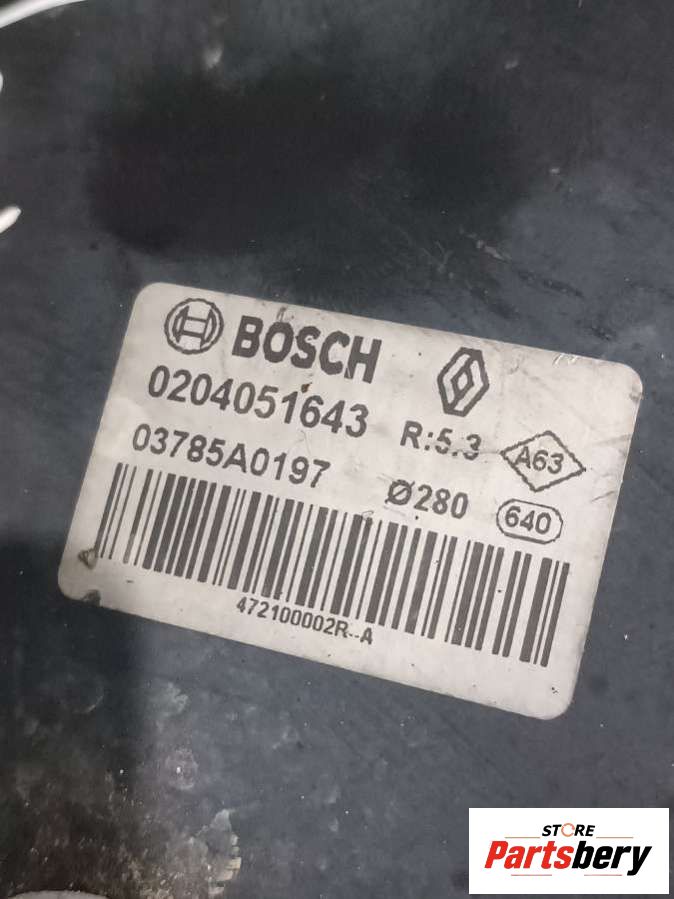 BOSCH
0204051643
R:5.3
A63
03785A0197
Ø280
640
472100002R--A
STORE
Partsbery